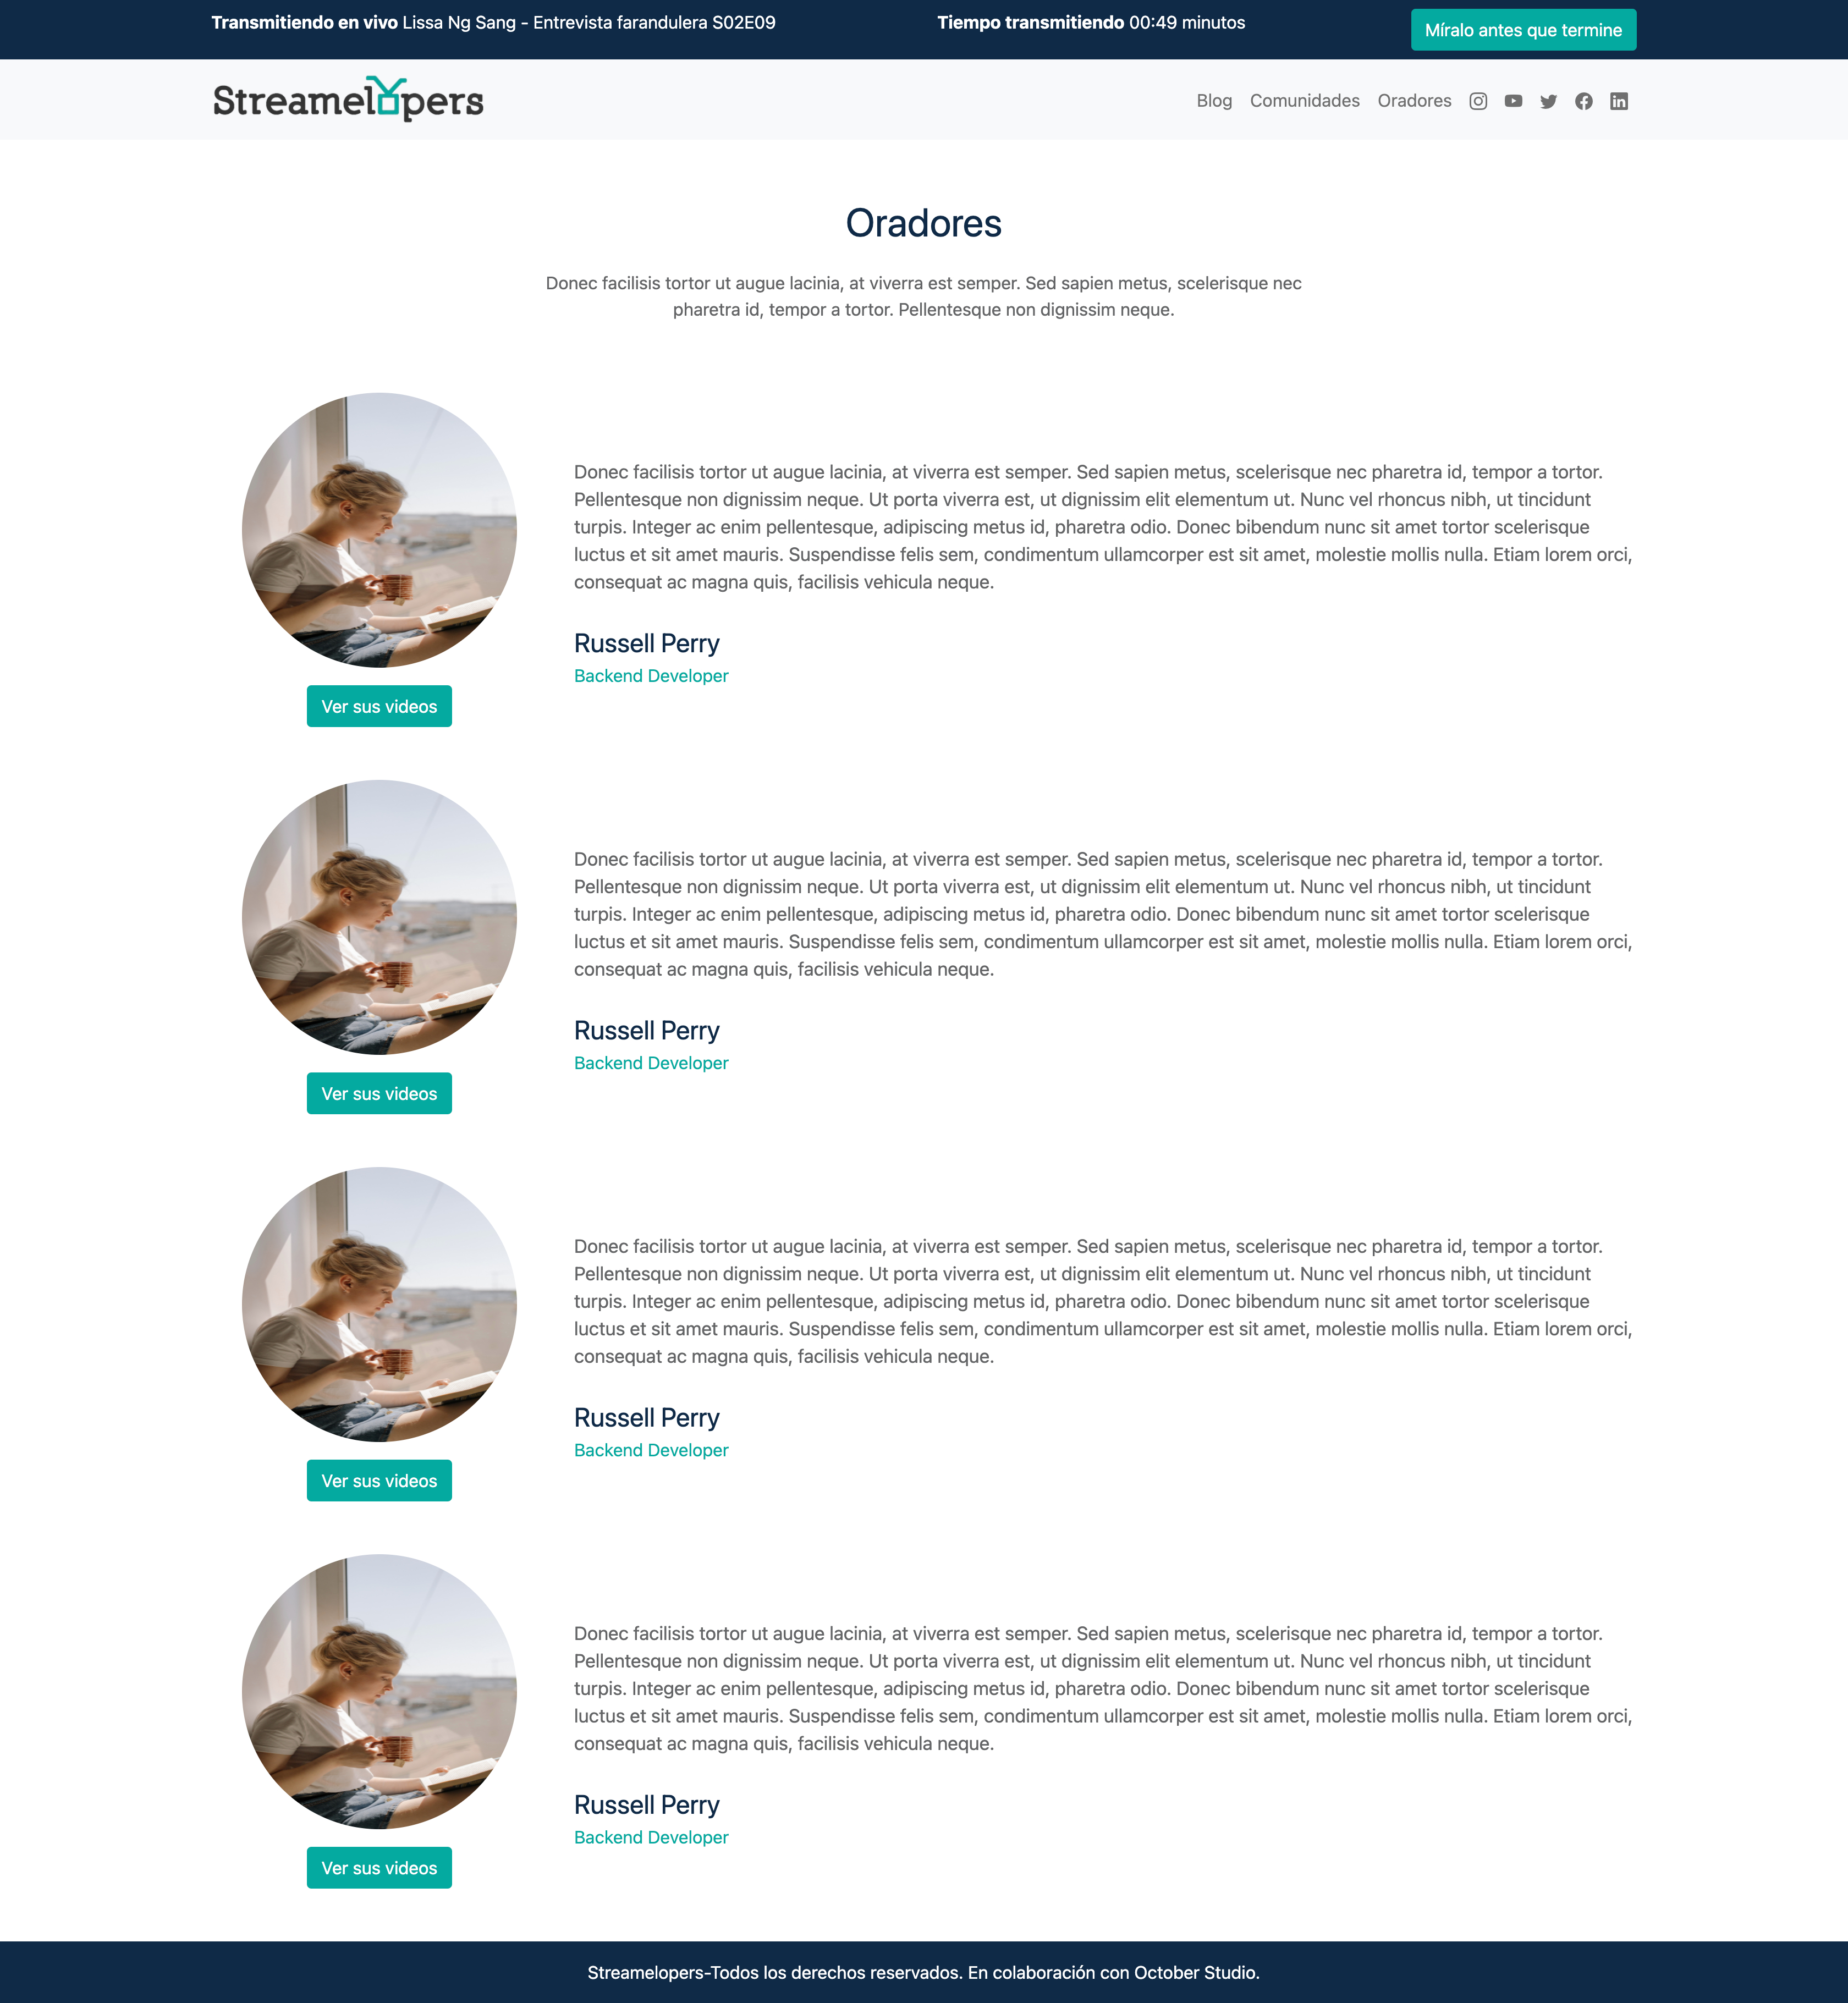 Transmitiendo en vivo Lissa Ng Sang - Entrevista farandulera S02E09
Tiempo transmitiendo 00:49 minutos
Míralo antes que termine
Streamelopers
Blog
Comunidades
Oradores
Oradores
Donec facilisis tortor ut augue lacinia, at viverra est semper. Sed sapien metus, scelerisque nec
pharetra id, tempor a tortor. Pellentesque non dignissim neque.
Donec facilisis tortor ut augue lacinia, at viverra est semper. Sed sapien metus, scelerisque nec pharetra id, tempor a tortor.
Pellentesque non dignissim neque. Ut porta viverra est, ut dignissim elit elementum ut. Nunc vel rhoncus nibh, ut tincidunt
turpis. Integer ac enim pellentesque, adipiscing metus id, pharetra odio. Donec bibendum nunc sit amet tortor scelerisque
luctus et sit amet mauris. Suspendisse felis sem, condimentum ullamcorper est sit amet, molestie mollis nulla. Etiam lorem orci,
consequat ac magna quis, facilisis vehicula neque.
Russell Perry
Backend Developer
Ver sus videos
Donec facilisis tortor ut augue lacinia, at viverra est semper. Sed sapien metus, scelerisque nec pharetra id, tempor a tortor.
Pellentesque non dignissim neque. Ut porta viverra est, ut dignissim elit elementum ut. Nunc vel rhoncus nibh, ut tincidunt
turpis. Integer ac enim pellentesque, adipiscing metus id, pharetra odio. Donec bibendum nunc sit amet tortor scelerisque
luctus et sit amet mauris. Suspendisse felis sem, condimentum ullamcorper est sit amet, molestie mollis nulla. Etiam lorem orci,
consequat ac magna quis, facilisis vehicula neque.
Russell Perry
Backend Developer
Ver sus videos
Donec facilisis tortor ut augue lacinia, at viverra est semper. Sed sapien metus, scelerisque nec pharetra id, tempor a tortor.
Pellentesque non dignissim neque. Ut porta viverra est, ut dignissim elit elementum ut. Nunc vel rhoncus nibh, ut tincidunt
turpis. Integer ac enim pellentesque, adipiscing metus id, pharetra odio. Donec bibendum nunc sit amet tortor scelerisque
luctus et sit amet mauris. Suspendisse felis sem, condimentum ullamcorper est sit amet, molestie mollis nulla. Etiam lorem orci,
consequat ac magna quis, facilisis vehicula neque.
Russell Perry
Backend Developer
Ver sus videos
Donec facilisis tortor ut augue lacinia, at viverra est semper. Sed sapien metus, scelerisque nec pharetra id, tempor a tortor.
Pellentesque non dignissim neque. Ut porta viverra est, ut dignissim elit elementum ut. Nunc vel rhoncus nibh, ut tincidunt
turpis. Integer ac enim pellentesque, adipiscing metus id, pharetra odio. Donec bibendum nunc sit amet tortor scelerisque
luctus et sit amet mauris. Suspendisse felis sem, condimentum ullamcorper est sit amet, molestie mollis nulla. Etiam lorem orci,
consequat ac magna quis, facilisis vehicula neque.
Russell Perry
Backend Developer
Ver sus videos
Streamelopers-Todos los derechos reservados. En colaboración con October Studio.